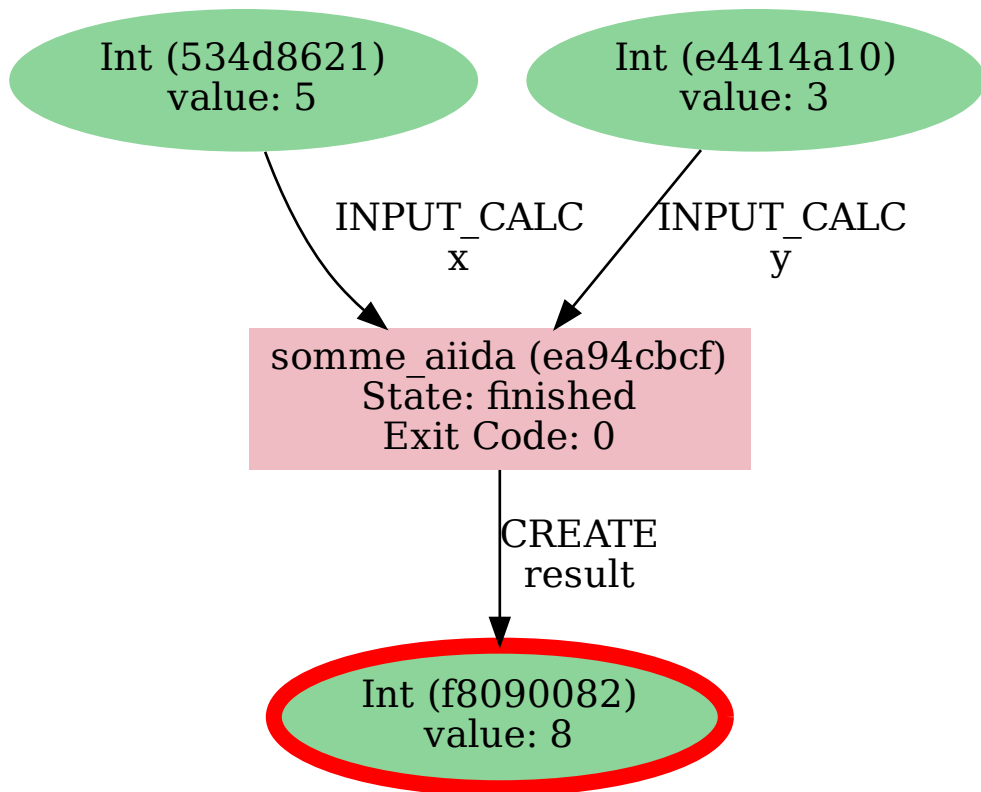 Int (534d8621)
value: 5
Int (e4414a10)
value: 3
INPUT_CALC
x
INPUT_CALC
y
somme_aiida (ea94cbcf)
State: finished
Exit Code: 0
CREATE
result
Int (f8090082)
value: 8